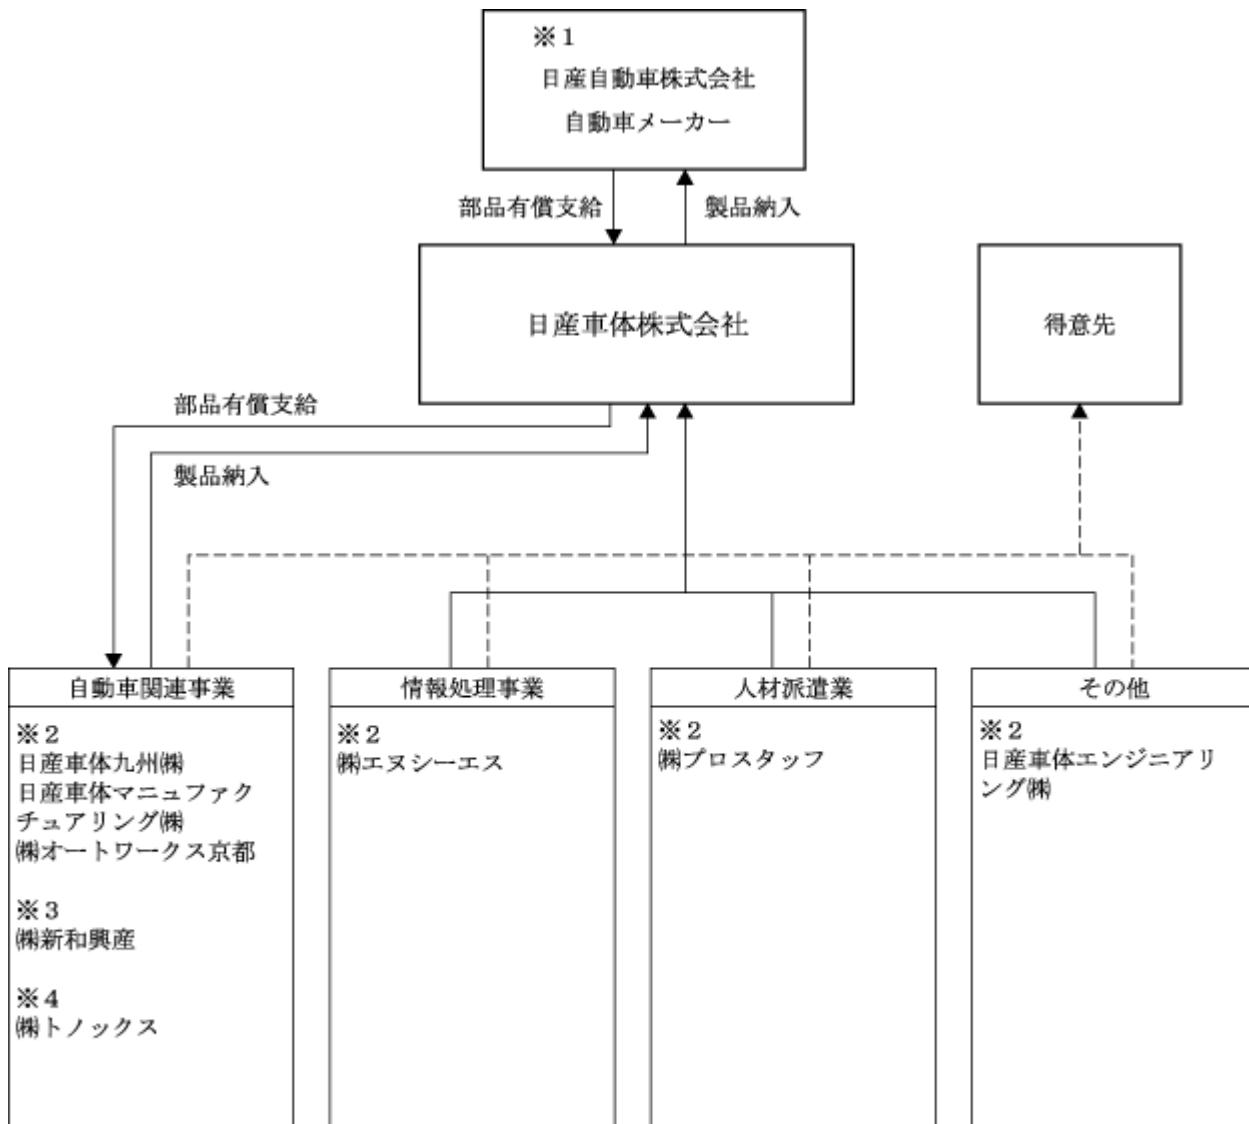 ※1
日産自動車株式会社
自動車メーカー
部品有償支給
製品納入
日産車体株式会社
得意先
部品有償支給
製品納入
自動車関連事業
※2
日産車体九州㈱
日産車体マニュファク
チュアリング㈱
㈱オートワークス京都
※3
㈱新和興産
※4
㈱トノックス
情報処理事業
※2
㈱エヌシーエス
人材派遣業
※2
㈱プロスタッフ
その他
※2
日産車体エンジニアリ
ング㈱